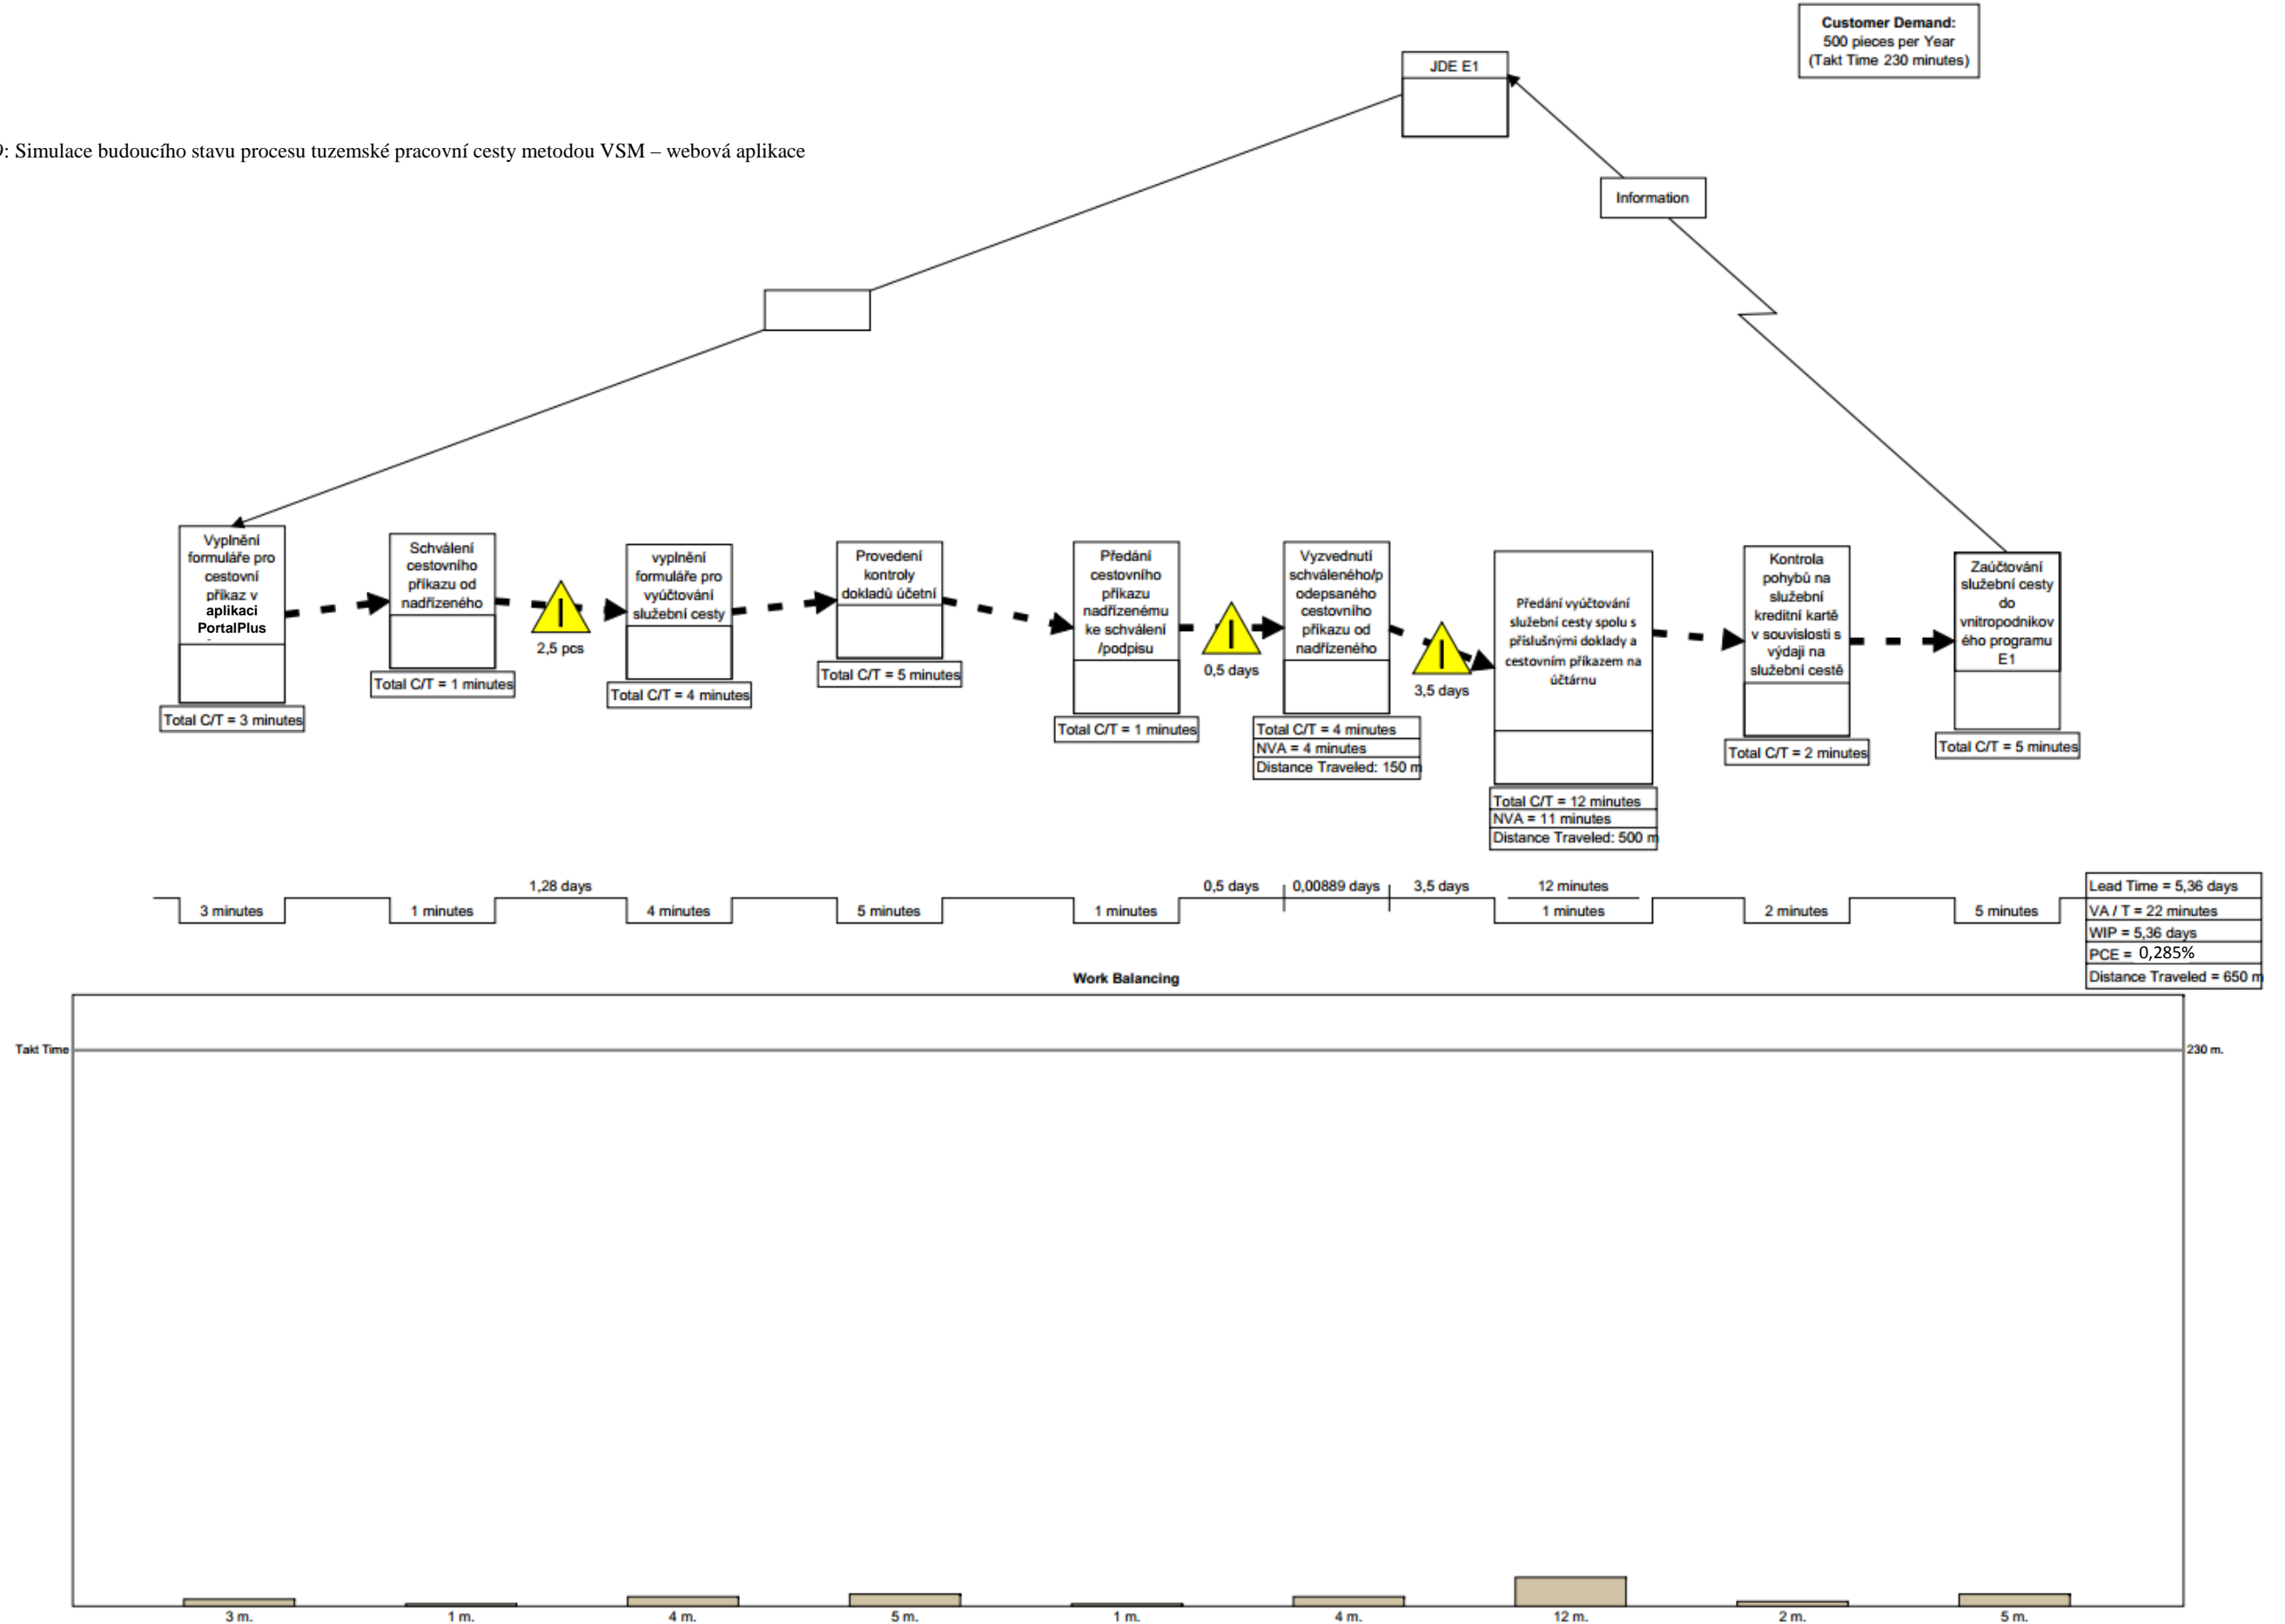 Customer Demand:
500 pieces per Year
(Takt Time 230 minutes)
JDE E1
9: Simulace budoucího stavu procesu tuzemské pracovní cesty metodou VSM – webová aplikace
Information
Vyplnění
formuláře pro
cestovní
příkaz v
aplikaci
PortalPlus
Total C/T = 3 minutes
Schválení
cestovního
příkazu od
nadřízeného
Total C/T = 1 minutes
2,5 pcs
vyplnění
formuláře pro
vyúčtování
služební cesty
Total C/T = 4 minutes
Provedení
kontroly
dokladů účetní
Total C/T = 5 minutes
Předání
cestovního
příkazu
nadřízenému
ke schválení
/podpisu
Total C/T = 1 minutes
0,5 days
Vyzvednutí
schváleného/p
odepsaného
cestovního
příkazu od
nadřízeného
Total C/T = 4 minutes
NVA = 4 minutes
Distance Traveled: 150 m
3,5 days
Předání vyúčtování
služební cesty spolu s
příslušnými doklady a
cestovním příkazem na
účtárnu
Total C/T = 12 minutes
NVA = 11 minutes
Distance Traveled: 500 m
Kontrola
pohybů na
služební
kreditní kartě
v souvislosti s
výdaji na
služební cestě
Total C/T = 2 minutes
Zaúčtování
služební cesty
do
vnitropodnikov
ého programu
E1
Total C/T = 5 minutes
1,28 days
0,5 days
0,00889 days
3,5 days
12 minutes
3 minutes
1 minutes
4 minutes
5 minutes
1 minutes
1 minutes
2 minutes
5 minutes
Lead Time = 5,36 days
VA / T = 22 minutes
WIP = 5,36 days
PCE = 0,285%
Distance Traveled = 650 m
Work Balancing
Takt Time
230 m.
3 m.
1 m.
4 m.
5 m.
1 m.
4 m.
12 m.
2 m.
5 m.